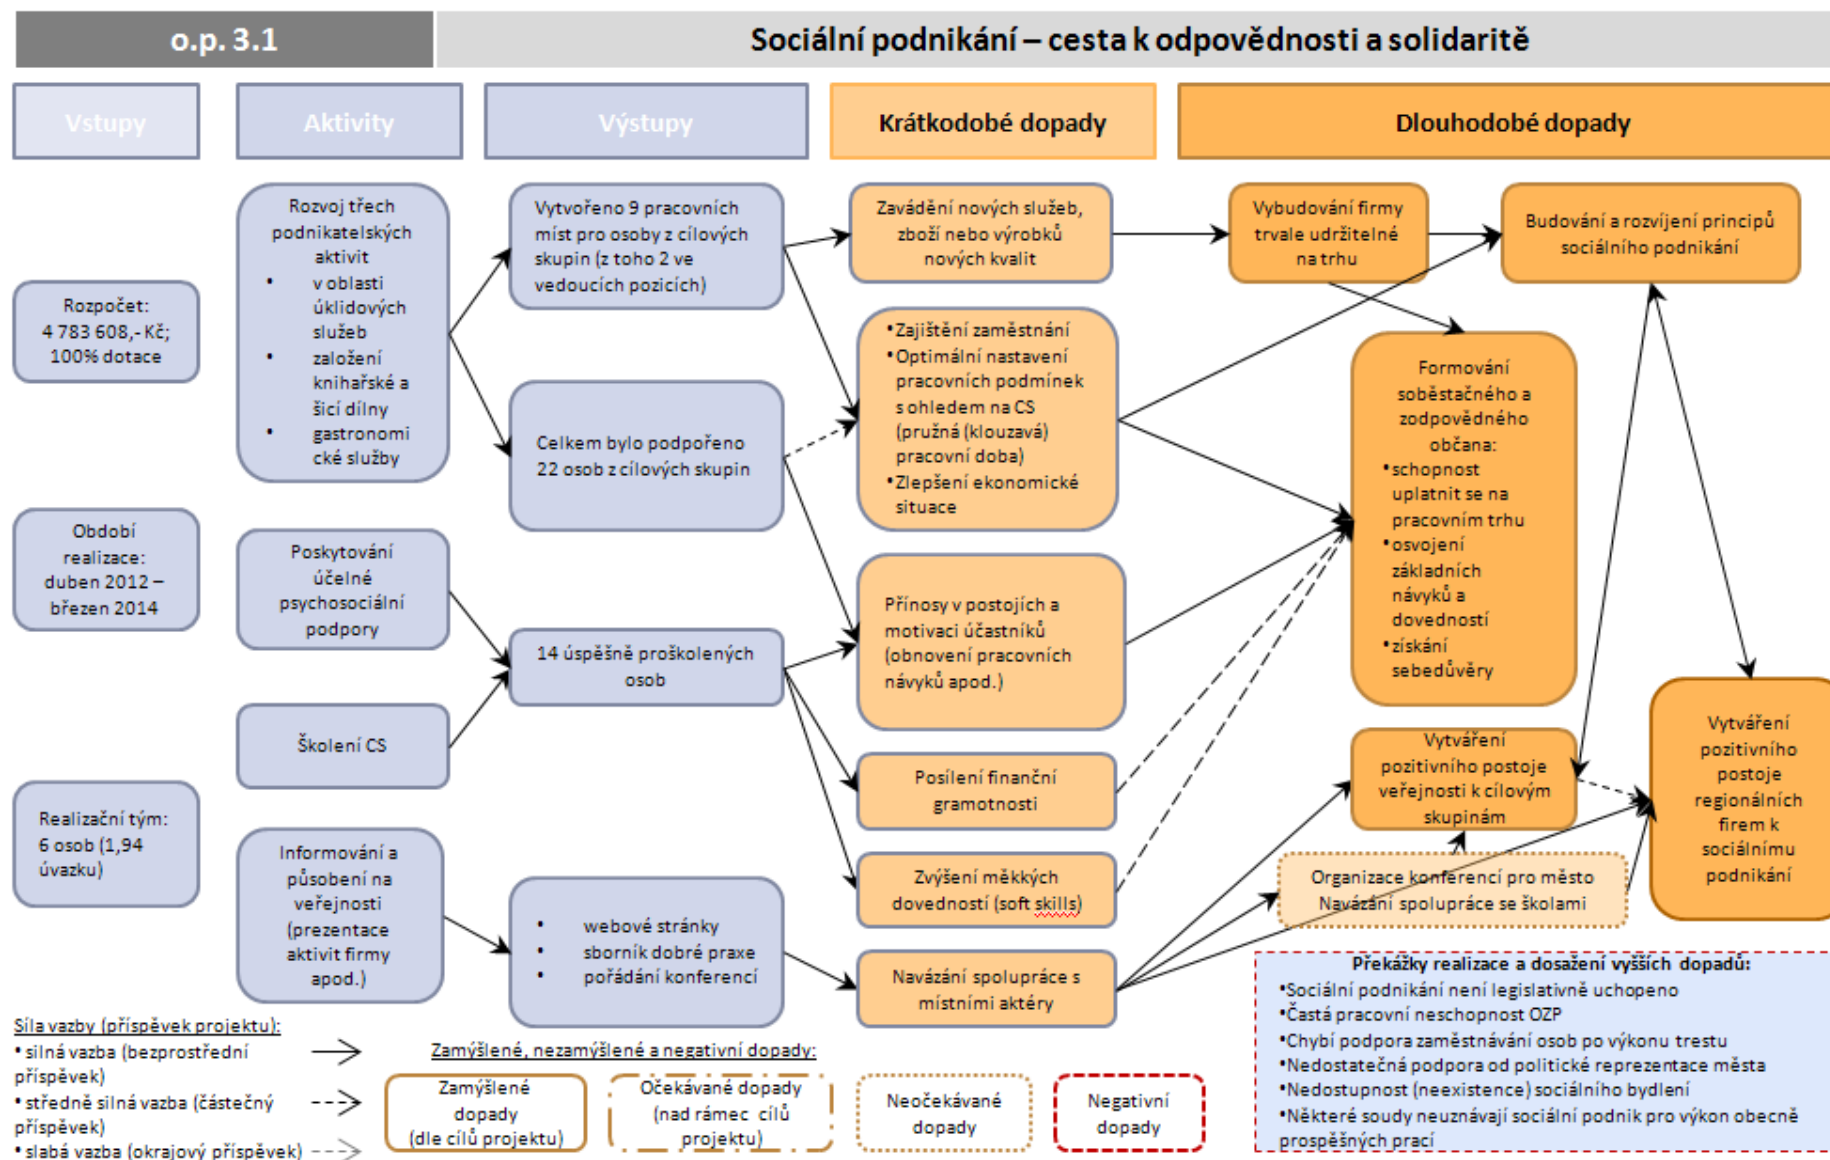 o.p. 3.1
Sociální podnikání – cesta k odpovědnosti a solidaritě
Vstupy
Aktivity
Výstupy
Krátkodobé dopady
Dlouhodobé dopady
Rozpočet:
4 783 608,- Kč;
100% dotace
Období
realizace:
duben 2012 –
březen 2014
Realizační tým:
6 osob (1,94
úvazku)
Rozvoj třech
podnikatelských
aktivit
• v oblasti
úklidových
služeb
• založení
knihařské a
šicí dílny
• gastronomi
cké služby
Poskytování
účelné
psychosociální
podpory
Školení CS
Informování a
působení na
veřejnosti
(prezentace
aktivit firmy
apod.)
Vytvořeno 9 pracovních
míst pro osoby z cílových
skupin (z toho 2 ve
vedoucích pozicích)
Celkem bylo podpořeno
22 osob z cílových skupin
14 úspěšně proškolených
osob
• webové stránky
• sborník dobré praxe
• pořádání konferencí
Zavádění nových služeb,
zboží nebo výrobků
nových kvalit
•Zajištění zaměstnání
•Optimální nastavení
pracovních podmínek
s ohledem na CS
(pružná (klouzavá)
pracovní doba)
•Zlepšení ekonomické
situace
Přínosy v postojích a
motivaci účastníků
(obnovení pracovních
návyků apod.)
Posílení finanční
gramotnosti
Zvýšení měkkých
dovedností (soft skills)
Navázání spolupráce s
místními aktéry
Vybudování firmy
trvale udržitelné
na trhu
Budování a rozvíjení principů
sociálního podnikání
Formování
soběstačného a
zodpovědného
občana:
•schopnost
uplatnit se na
pracovním trhu
•osvojení
základních
návyků a
dovedností
•získání
sebedůvěry
Vytváření
pozitivního postoje
veřejnosti k cílovým
skupinám
Organizace konferencí pro město
Navázání spolupráce se školami
Vytváření
pozitivního
postoje
regionálních
firem k
sociálnímu
podnikání
Překážky realizace a dosažení vyšších dopadů:
•Sociální podnikání není legislativně uchopeno
•Častá pracovní neschopnost OZP
•Chybí podpora zaměstnávání osob po výkonu trestu
•Nedostatečná podpora od politické reprezentace města
•Nedostupnost (neexistence) sociálního bydlení
•Některé soudy neuznávají sociální podnik pro výkon obecně
prospěšných prací
Síla vazby (příspěvek projektu):
• silná vazba (bezprostřední
příspěvek)
• středně silná vazba (částečný
příspěvek)
• slabá vazba (okrajový příspěvek)
Zamýšlené, nezamýšlené a negativní dopady:
Zamýšlené
dopady
(dle cílů projektu)
Očekávané dopady
(nad rámec cílů
projektu)
Neočekávané
dopady
Negativní
dopady